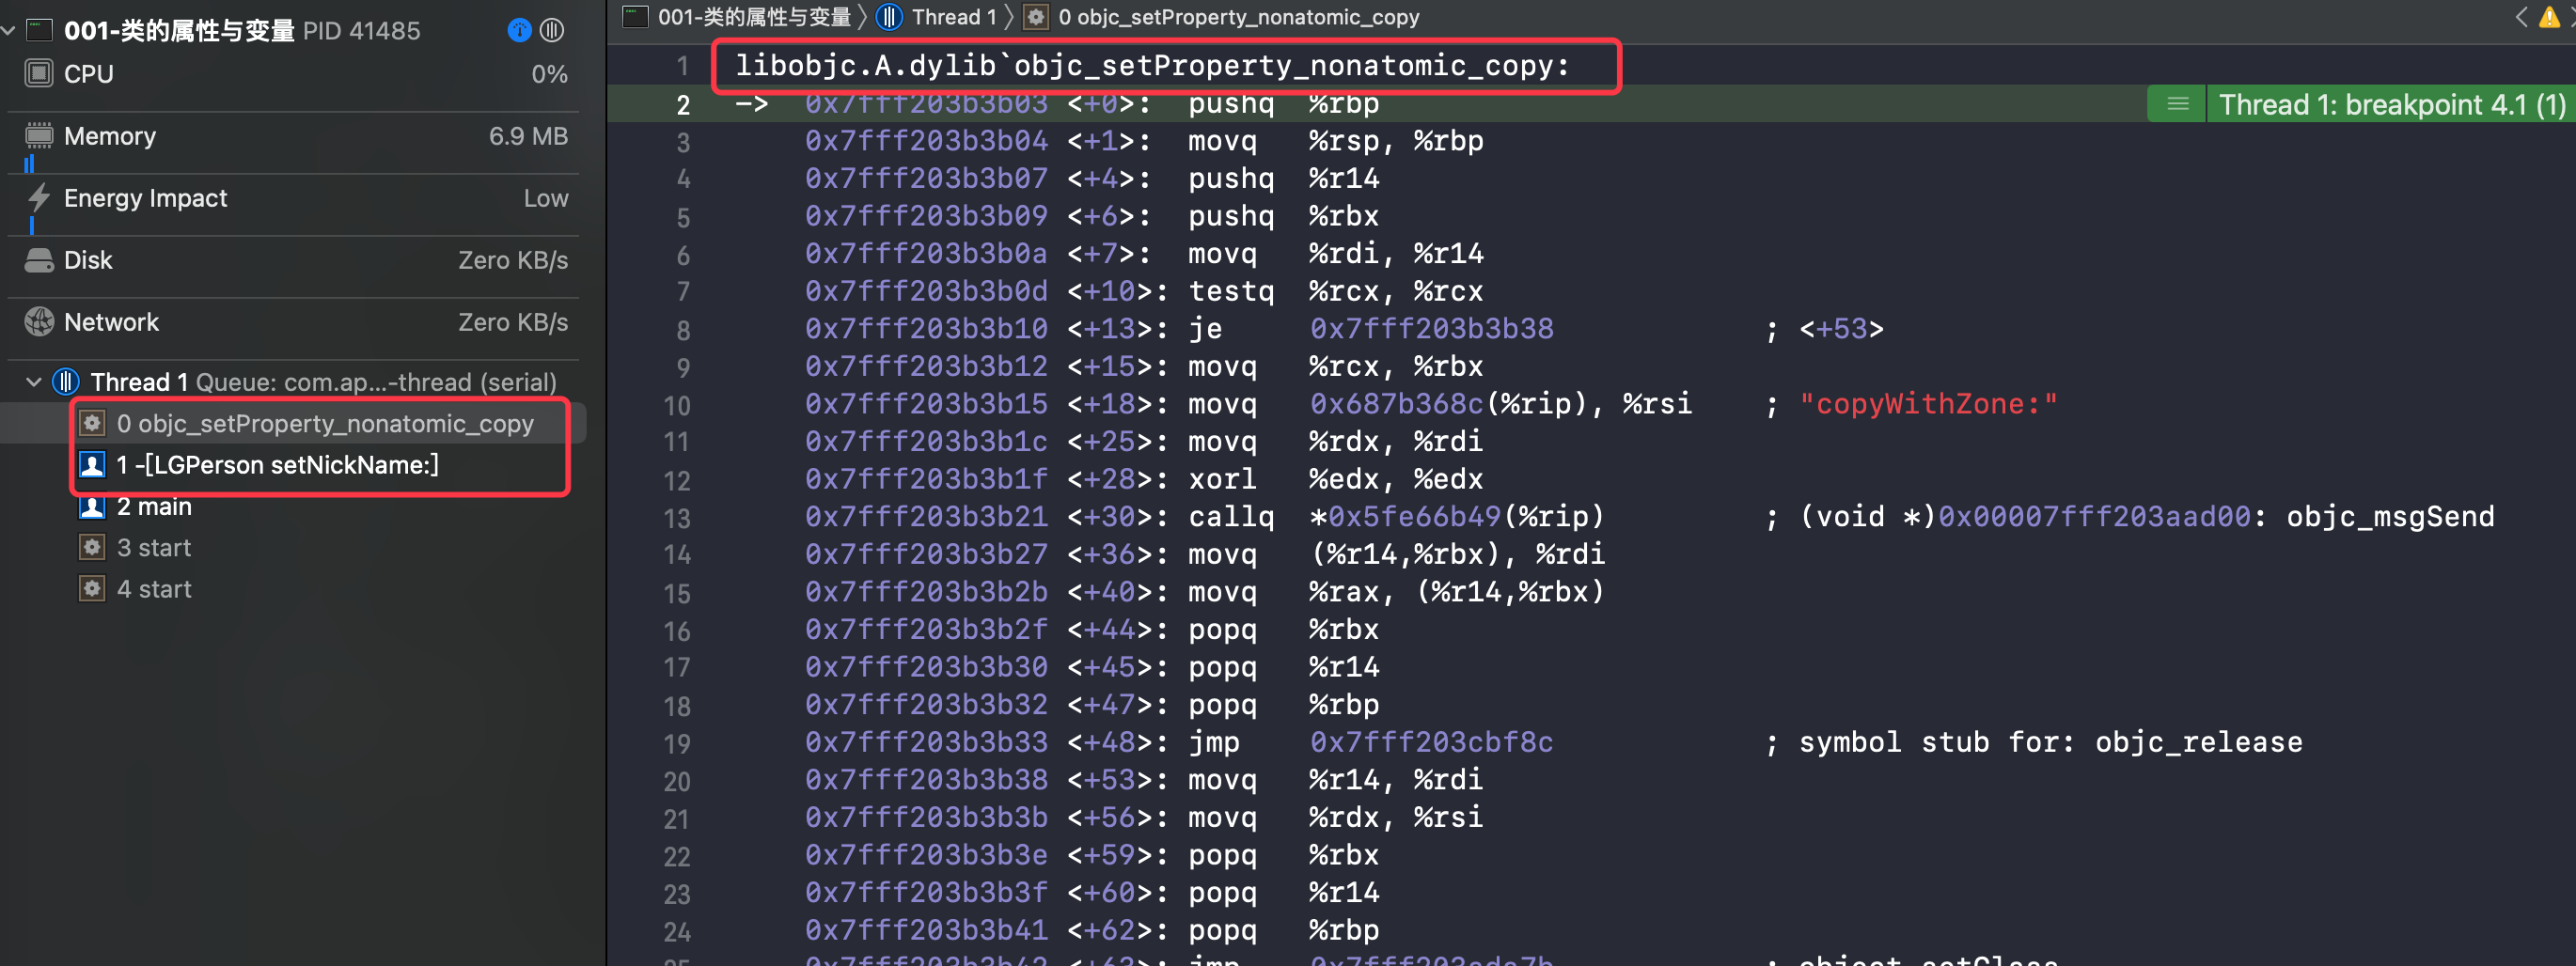 001-类的属性与变量 PID 41485
CPU 0%
Memory 6.9 MB
Energy Impact Low
Disk Zero KB/s
Network Zero KB/s
Thread 1 Queue: com.ap...-thread (serial)
0 objc_setProperty_nonatomic_copy
1 -[LGPerson setNickName:]
2 main
3 start
4 start
001-类的属性与变量 〉 Thread 1 〉 0 objc_setProperty_nonatomic_copy
1 libobjc.A.dylib`objc_setProperty_nonatomic_copy:
2 -> 0x7fff203b3b03 <+0>: pushq %rbp Thread 1: breakpoint 4.1 (1)
3 0x7fff203b3b04 <+1>: movq %rsp, %rbp
4 0x7fff203b3b07 <+4>: pushq %r14
5 0x7fff203b3b09 <+6>: pushq %rbx
6 0x7fff203b3b0a <+7>: movq %rdi, %r14
7 0x7fff203b3b0d <+10>: testq %rcx, %rcx
8 0x7fff203b3b10 <+13>: je 0x7fff203b3b38 ; <+53>
9 0x7fff203b3b12 <+15>: movq %rcx, %rbx
10 0x7fff203b3b15 <+18>: movq 0x687b368c(%rip), %rsi ; "copyWithZone:"
11 0x7fff203b3b1c <+25>: movq %rdx, %rdi
12 0x7fff203b3b1f <+28>: xorl %edx, %edx
13 0x7fff203b3b21 <+30>: callq *0x5fe66b49(%rip) ; (void *)0x00007fff203aad00: objc_msgSend
14 0x7fff203b3b27 <+36>: movq (%r14,%rbx), %rdi
15 0x7fff203b3b2b <+40>: movq %rax, (%r14,%rbx)
16 0x7fff203b3b2f <+44>: popq %rbx
17 0x7fff203b3b30 <+45>: popq %r14
18 0x7fff203b3b32 <+47>: popq %rbp
19 0x7fff203b3b33 <+48>: jmp 0x7fff203cbf8c ; symbol stub for: objc_release
20 0x7fff203b3b38 <+53>: movq %r14, %rdi
21 0x7fff203b3b3b <+56>: movq %rdx, %rsi
22 0x7fff203b3b3e <+59>: popq %rbx
23 0x7fff203b3b3f <+60>: popq %r14
24 0x7fff203b3b41 <+62>: popq %rbp